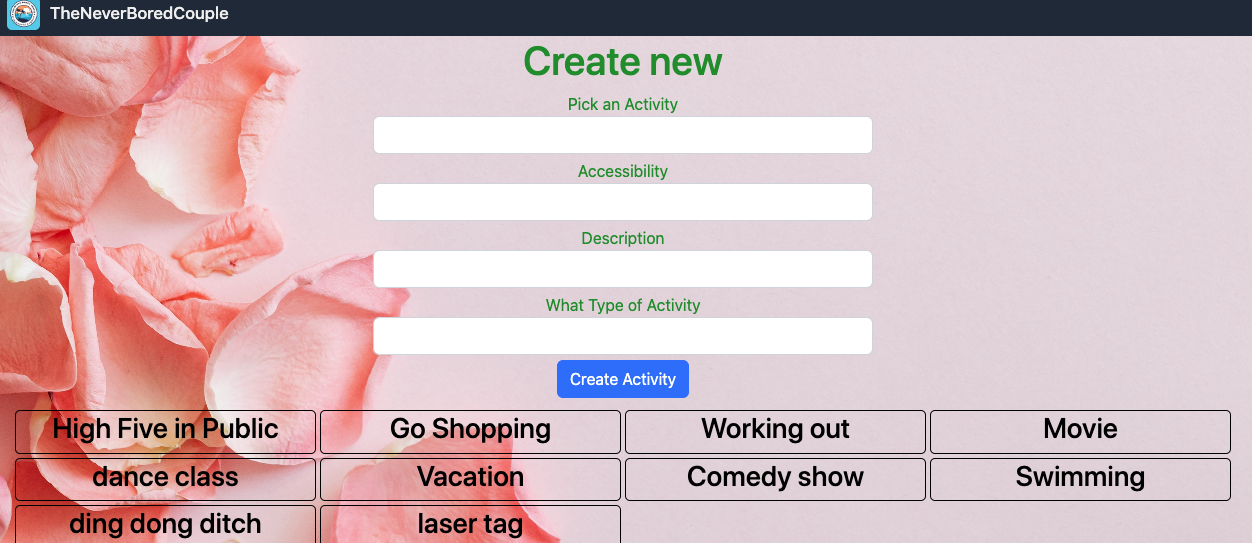 TheNeverBoredCouple
Create new
Pick an Activity
Accessibility
Description
What Type of Activity
Create Activity
High Five in Public Go Shopping Working out Movie
dance class Vacation Comedy show Swimming
ding dong ditch laser tag